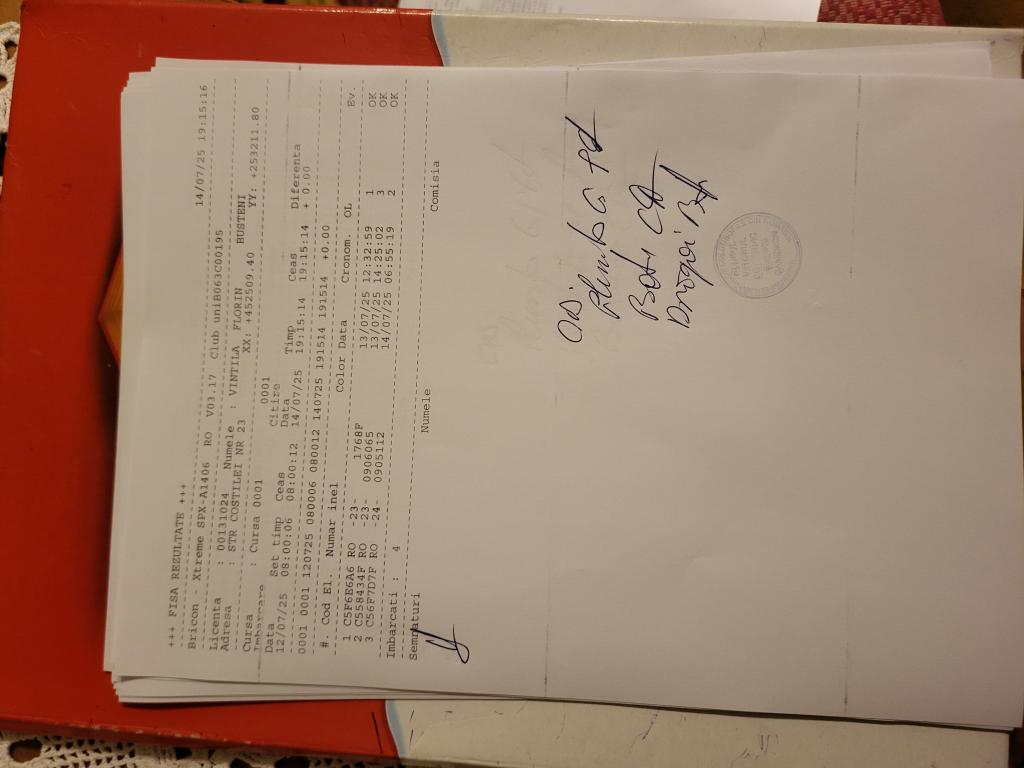 +++ FISA REZULTATE +++
Bricon Xtreme SPX-A1406 RO V03.17 Club uniB063C00195 14/07/25 19:15:16
Licenta : 00131024 Numele : VINTILA FLORIN BUSTENI
Adresa : STR COSTILEI NR 23 XX: +452509.40 YY: +253211.80
Cursa : Cursa 0001 0001
Imbarcare Citire
Data Set timp Ceas Data Timp Ceas Diferenta
12/07/25 08:00:06 08:00:12 14/07/25 19:15:14 19:15:14 + 0.00
0001 0001 120725 080006 080012 140725 191514 191514 +0.00
#. Cod El. Numar inel Color Data Cronom. OL Ev.
1 C5F6E6A6 RO -23- 1768F 13/07/25 12:32:59 1 OK
2 C558434F RO -23- 0906065 13/07/25 14:25:02 3 OK
3 C56F7D7F RO -24- 0905112 14/07/25 06:55:19 2 OK
Imbarcati : 4
Semnaturi Numele Comisia